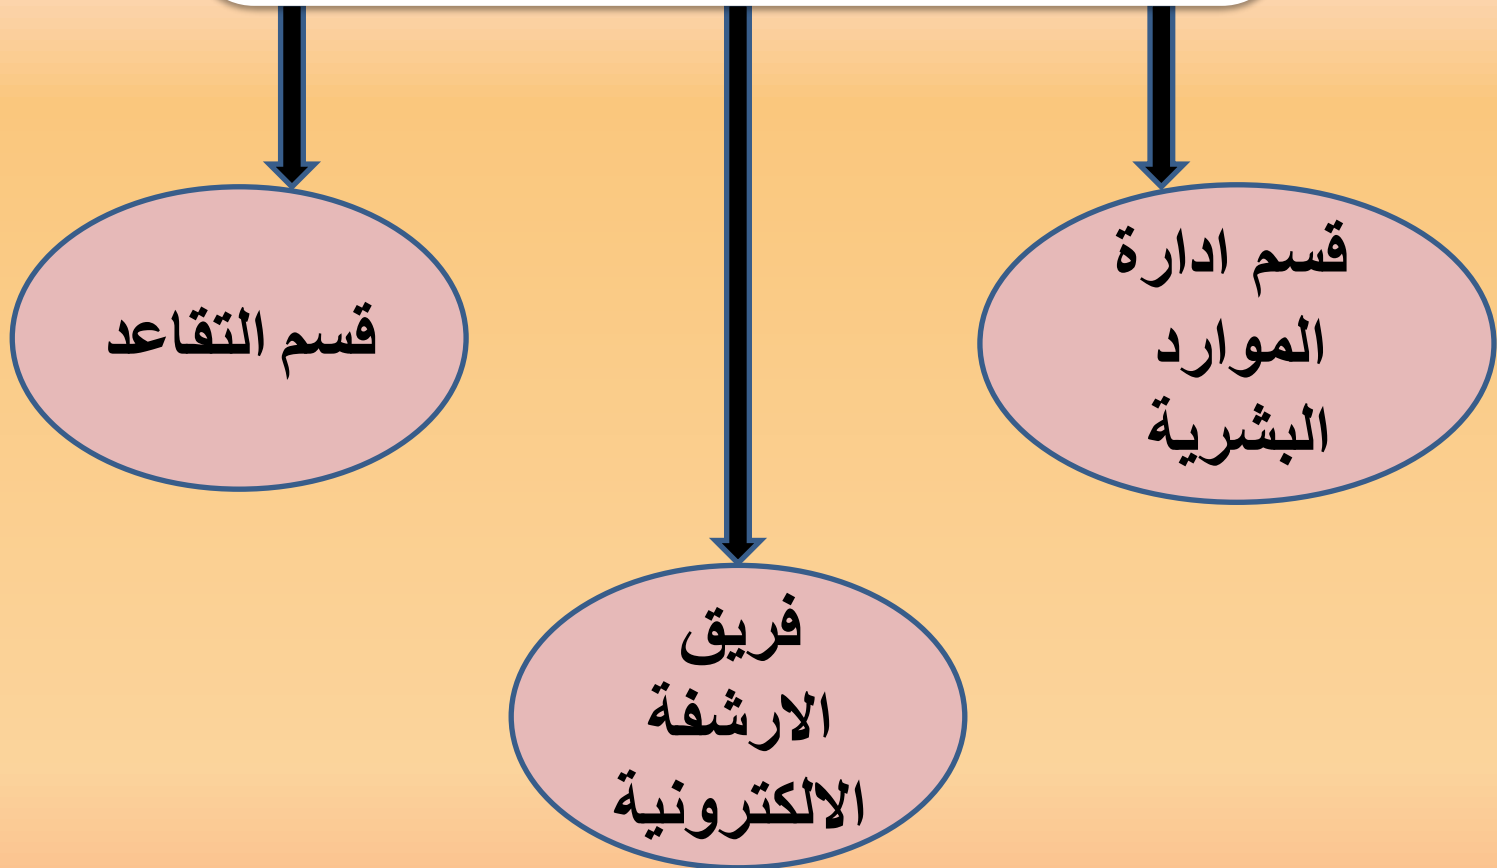 قسم ادارة
الموارد
البشرية
قسم التقاعد
فريق
الارشفة
الالكترونية